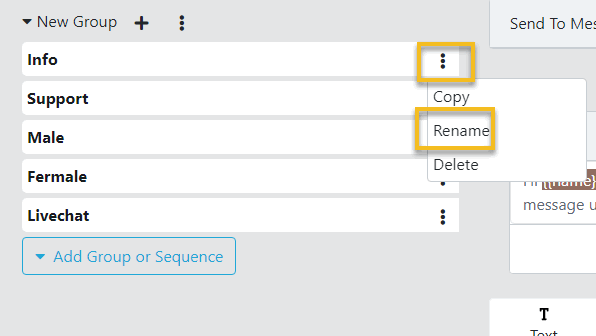 New Group
Send To Mes
Info
Copy
Support
Rename
Male
Delete
Fermale
{{name}
message u
Livechat
Add Group or Sequence
T
Text